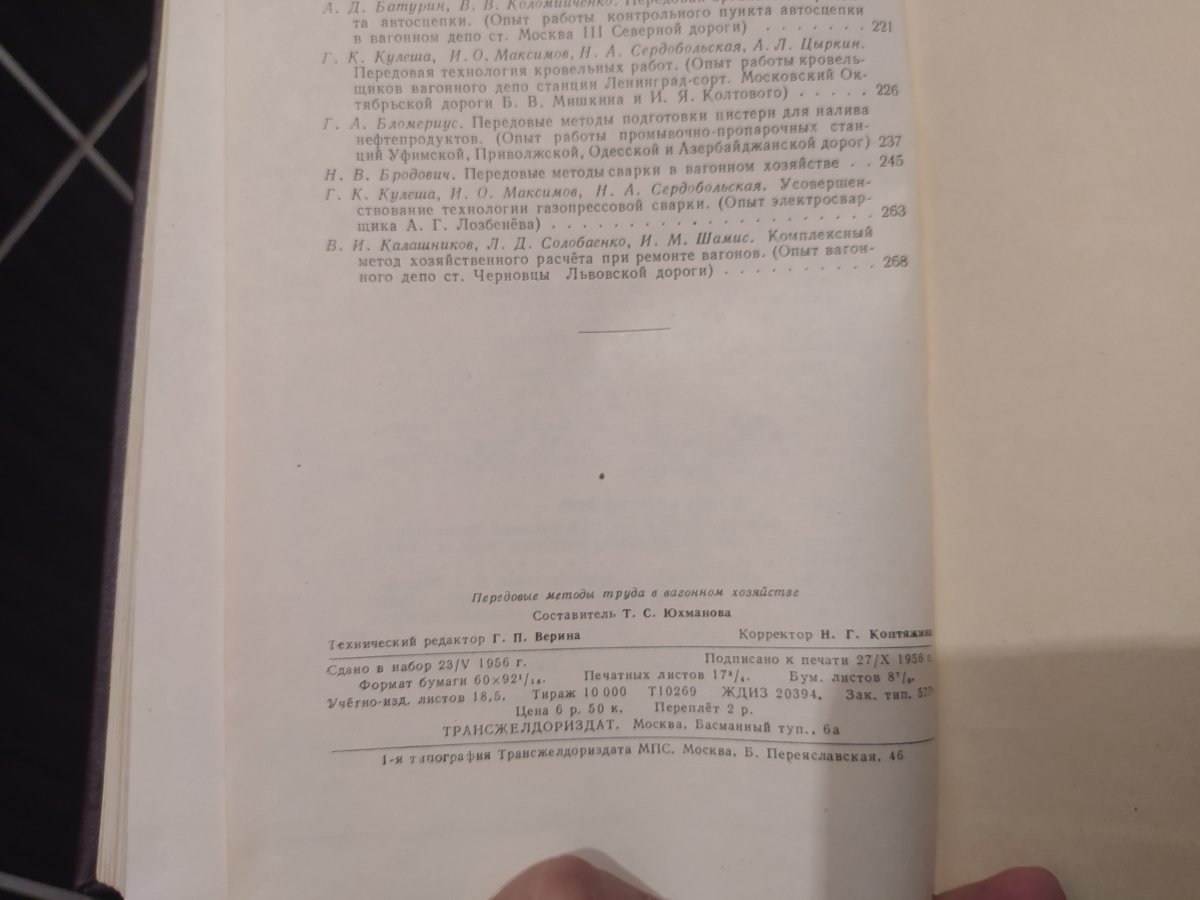 А. Д. Батурин, В. В. Коломийченко. Передовая
та автосцепки. (Опыт работы контрольного пункта автосцепки
в вагонном депо ст. Москва III Северной дороги) . . . . . . . 221
Г. К. Кулеша, И. О. Максимов, Н. А. Сердобольская, А. Л. Цыркин.
Передовая технология кровельных работ. (Опыт работы кровель-
щиков вагонного депо станции Ленинград-сорт. Московский Ок-
тябрьской дороги Б. В. Мишкина и И. Я. Колтового) . . . . . 226
Г. А. Бломериус. Передовые методы подготовки цистерн для налива
нефтепродуктов. (Опыт работы промывочно-пропарочных стан-
ций Уфимской, Приволжской, Одесской и Азербайджанской дорог) 237
Н. В. Бродович. Передовые методы сварки в вагонном хозяйстве . . 245
Г. К. Кулеша, И. О. Максимов, Н. А. Сердобольская. Усовершен-
ствование технологии газопрессовой сварки. (Опыт электросвар-
щика А. Г. Лозбенёва) . . . . . . . . . . . . . . . . . . 263
В. И. Калашников, Л. Д. Солобаенко, И. М. Шамис. Комплексный
метод хозяйственного расчёта при ремонте вагонов. (Опыт вагон-
ного депо ст. Черновцы Львовской дороги) . . . . . . . . . . 268
Передовые методы труда в вагонном хозяйстве
Составитель Т. С. Юхманова
Технический редактор Г. П. Верина Корректор Н. Г. Коптяжина
Сдано в набор 23/V 1956 г. Подписано к печати 27/X 1956 г.
Формат бумаги 60×92¹/₁₆. Печатных листов 17³/₄. Бум. листов 8⁷/₈.
Учётно-изд. листов 18,5. Тираж 10 000 Т10269 ЖДИЗ 20394. Зак. тип.
Цена 6 р. 50 к. Переплёт 2 р.
ТРАНСЖЕЛДОРИЗДАТ. Москва, Басманный туп., 6а
1-я типография Трансжелдориздата МПС. Москва, Б. Переяславская, 46